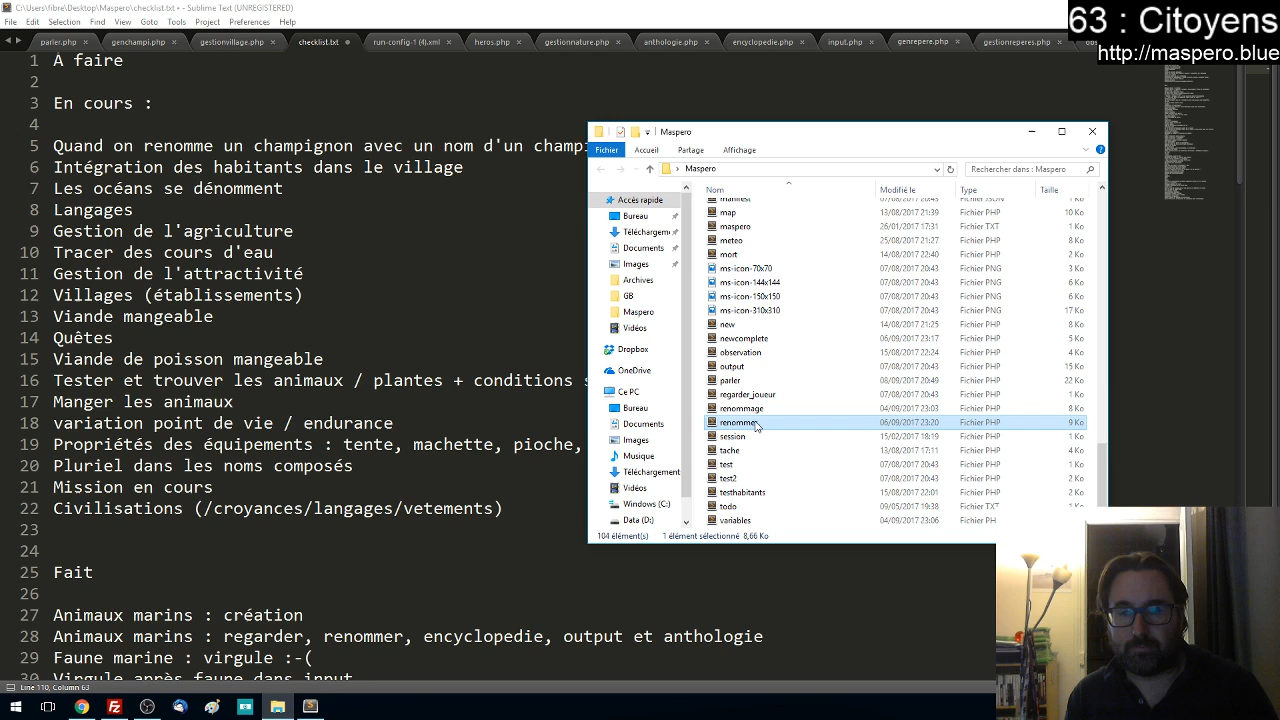 C:\Users\fibre\Desktop\Maspero\checklist.txt • - Sublime Text (UNREGISTERED)
63 : Citoyens
http://maspero.blue
File Edit Selection Find View Goto Tools Project Preferences Help
parler.php genchampi.php gestionvillage.php checklist.txt run-config-1 (4).xml heros.php gestionnature.php anthologie.php encyclopedie.php input.php genrepere.php gestionreperes.php
1 A faire
2
3 En cours :
4
5 Quand on renomme un champignon avec un nom d'un champi
6 Intégration des habitants dans le village
7 Les océans se dénomment
8 Langages
9 Gestion de l'agriculture
10 Tracer des cours d'eau
11 Gestion de l'attractivité
12 Villages (établissements)
13 Viande mangeable
14 Quêtes
15 Viande de poisson mangeable
16 Tester et trouver les animaux / plantes + conditions s
17 Manger les animaux
18 variation point de vie / endurance
19 Propriétés des équipements : tente, machette, pioche,
20 Pluriel dans les noms composés
21 Mission en cours
22 Civilisations (/croyances/langages/vetements)
23
24
25 Fait
26
27 Animaux marins : création
28 Animaux marins : regarder, renommer, encyclopedie, output et anthologie
29 Faune marine : virgule :-(
30 Virgule après faune dans input
Line 110, Column 63
Maspero
Fichier Accueil Partage Affichage
Maspero
Rechercher dans : Maspero
Accès rapide
Bureau
Téléchargem
Documents
Images
Archives
GB
Maspero
Vidéos
Dropbox
OneDrive
Ce PC
Bureau
Documents
Images
Musique
Téléchargement
Vidéos
Windows (C:)
Data (D:)
Nom Modifié le Type Taille
manifest 07/08/2017 20:43 Fichier JSON 1 Ko
map 13/08/2017 21:39 Fichier PHP 10 Ko
maspero 26/01/2017 17:31 Fichier TXT 1 Ko
meteo 25/08/2017 21:27 Fichier PHP 8 Ko
mort 14/08/2017 22:40 Fichier PHP 2 Ko
ms-icon-70x70 07/08/2017 20:43 Fichier PNG 3 Ko
ms-icon-144x144 07/08/2017 20:43 Fichier PNG 6 Ko
ms-icon-150x150 07/08/2017 20:43 Fichier PNG 6 Ko
ms-icon-310x310 07/08/2017 20:43 Fichier PNG 17 Ko
new 14/08/2017 21:25 Fichier PHP 8 Ko
newcomplete 06/09/2017 23:17 Fichier PHP 5 Ko
observation 15/08/2017 22:24 Fichier PHP 4 Ko
output 07/08/2017 20:43 Fichier PHP 15 Ko
parler 08/09/2017 20:49 Fichier PHP 22 Ko
regarder_joueur 07/08/2017 20:43 Fichier PHP 1 Ko
renommage 04/09/2017 23:03 Fichier PHP 8 Ko
renommer 06/09/2017 23:20 Fichier PHP 9 Ko
session 15/02/2017 18:19 Fichier PHP 1 Ko
tache 13/08/2017 17:11 Fichier PHP 4 Ko
test 07/08/2017 20:43 Fichier PHP 1 Ko
test2 07/08/2017 20:43 Fichier PHP 2 Ko
testhabitants 15/08/2017 22:01 Fichier PHP 2 Ko
todo 09/05/2017 19:38 Fichier TXT 1 Ko
variables 04/09/2017 23:06 Fichier PH
104 élément(s) 1 élément sélectionné 8,66 Ko